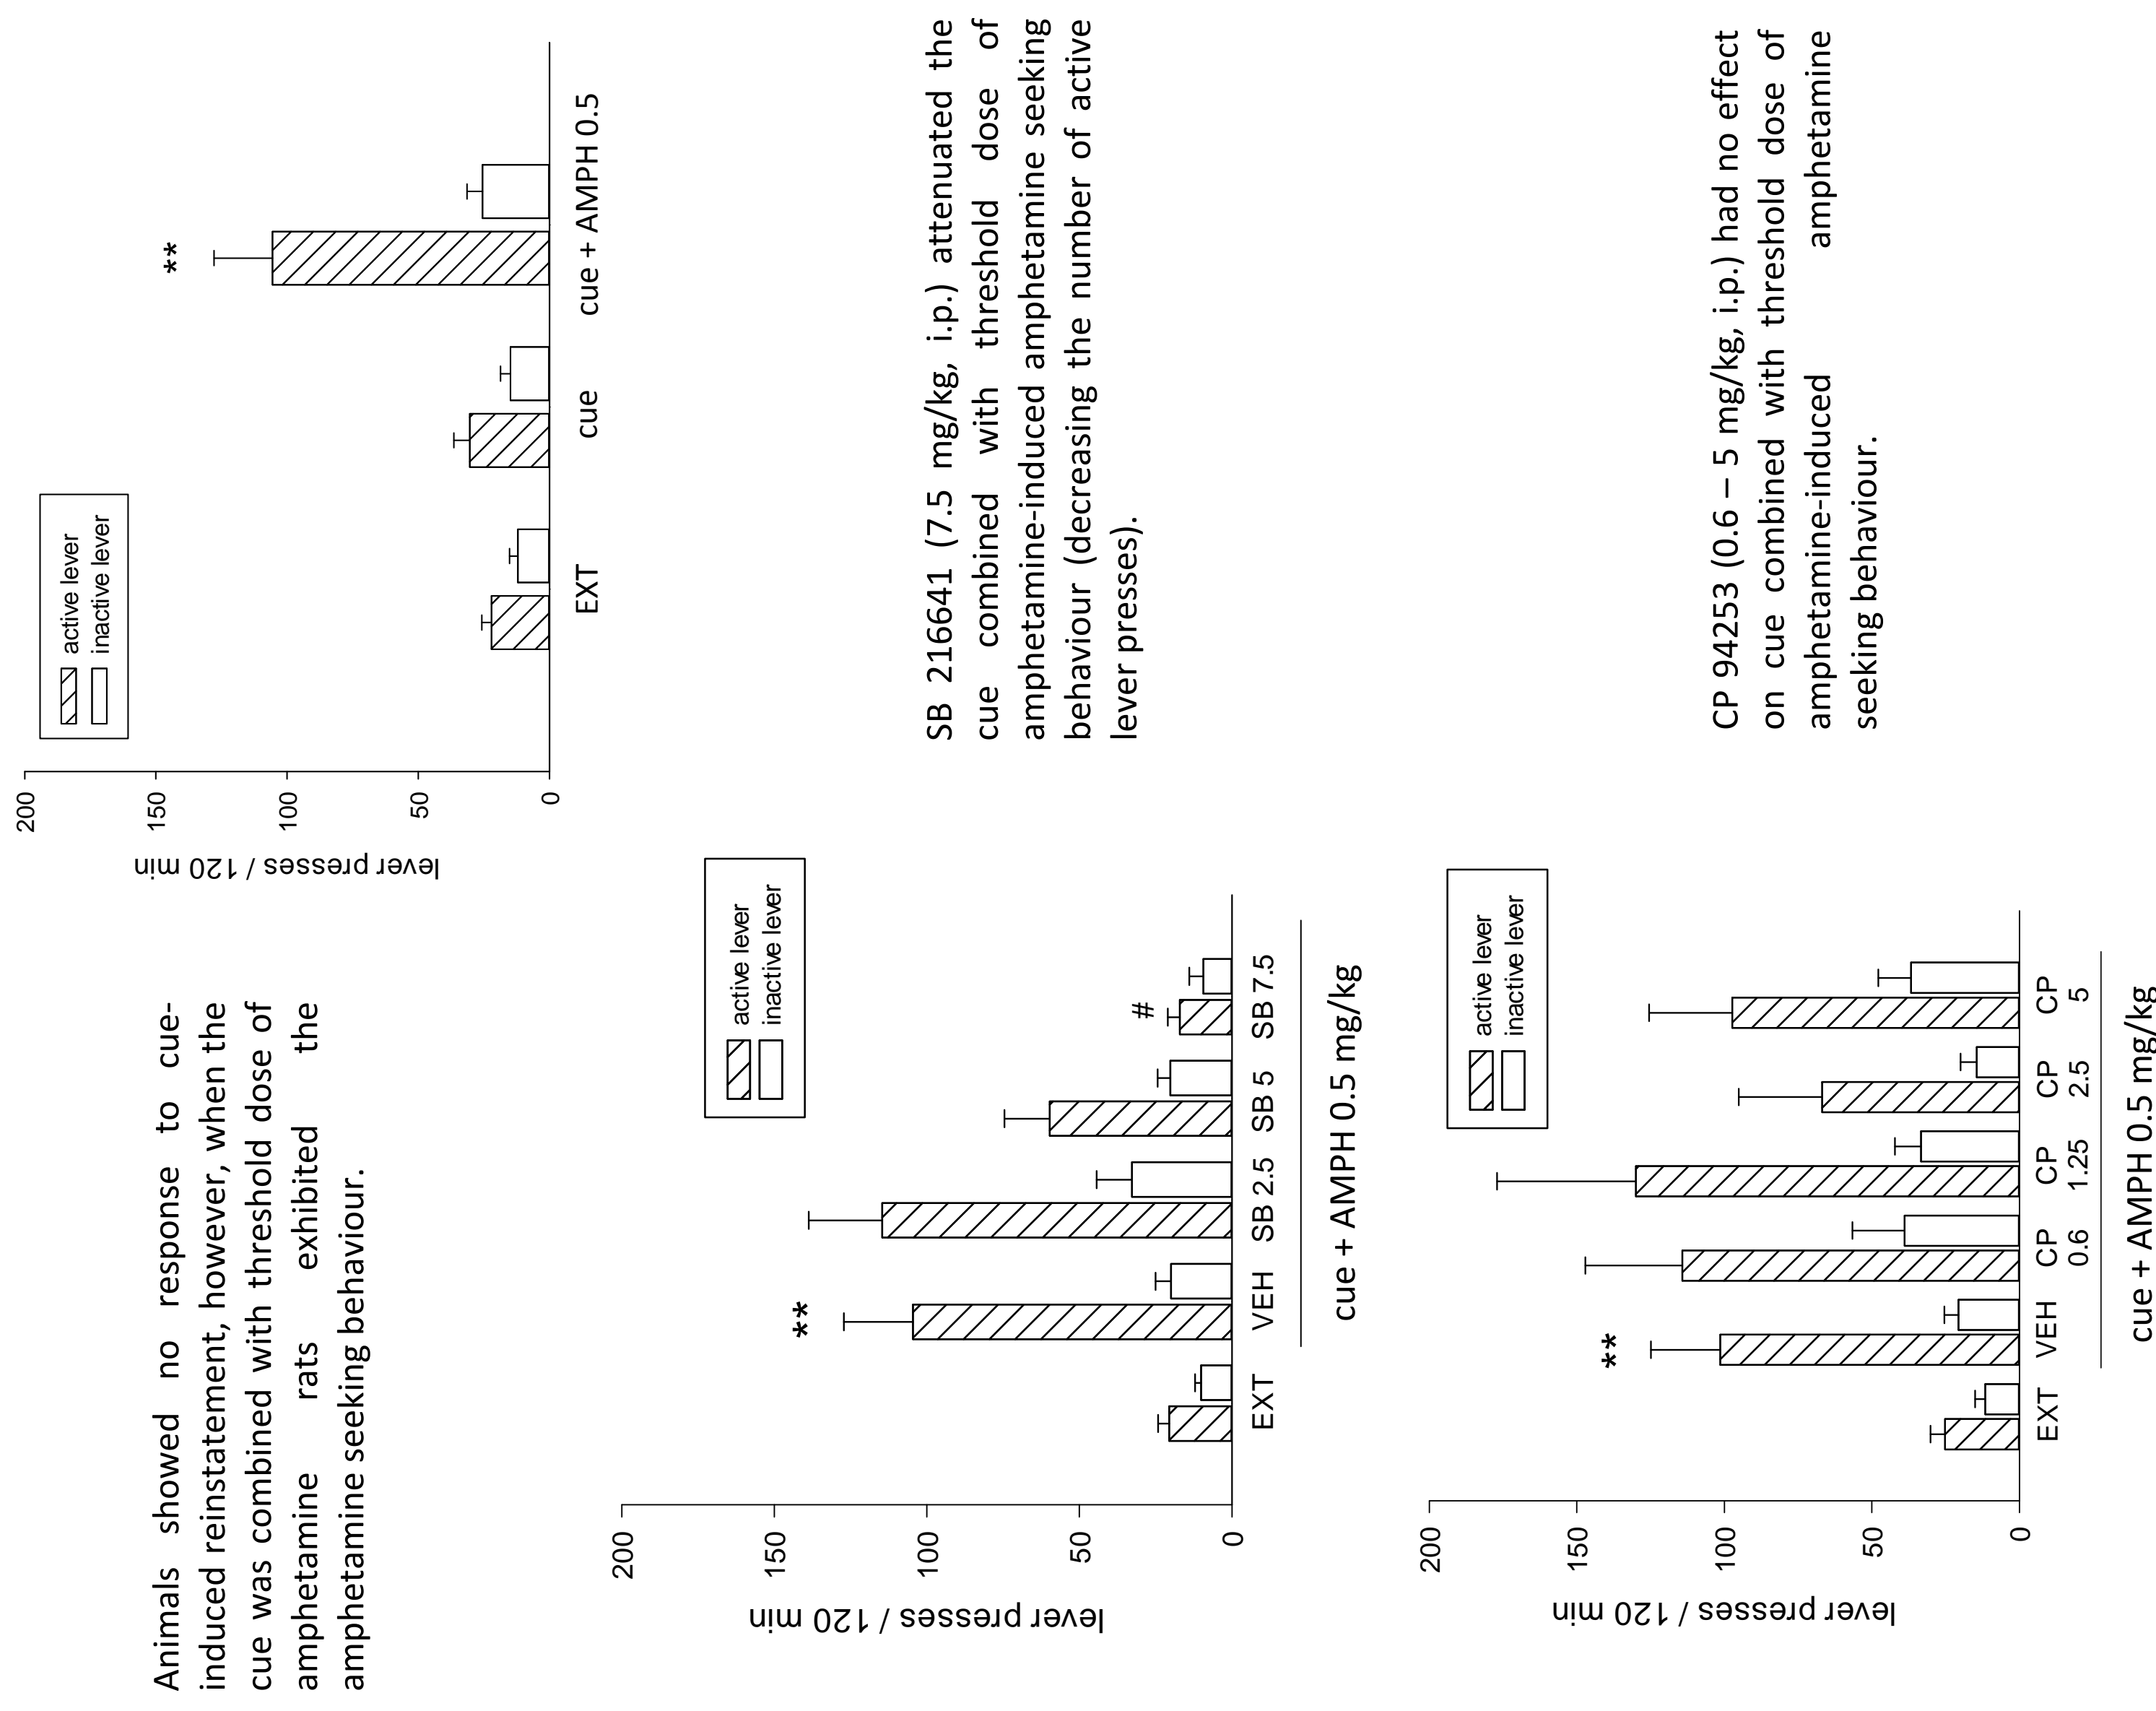 Animals showed no response to cue-
induced reinstatement, however, when the
cue was combined with threshold dose of
amphetamine rats exhibited the
amphetamine seeking behaviour.
200
150
100
50
0
lever presses / 120 min
active lever
inactive lever
**
EXT
cue
cue + AMPH 0.5
200
150
100
50
0
lever presses / 120 min
active lever
inactive lever
**
#
EXT
VEH
SB 2.5
SB 5
SB 7.5
cue + AMPH 0.5 mg/kg
SB 216641 (7.5 mg/kg, i.p.) attenuated the
cue combined with threshold dose of
amphetamine-induced amphetamine seeking
behaviour (decreasing the number of active
lever presses).
200
150
100
50
0
lever presses / 120 min
active lever
inactive lever
**
EXT
VEH
CP
0.6
CP
1.25
CP
2.5
CP
5
cue + AMPH 0.5 mg/kg
CP 94253 (0.6 – 5 mg/kg, i.p.) had no effect
on cue combined with threshold dose of
amphetamine-induced amphetamine
seeking behaviour.